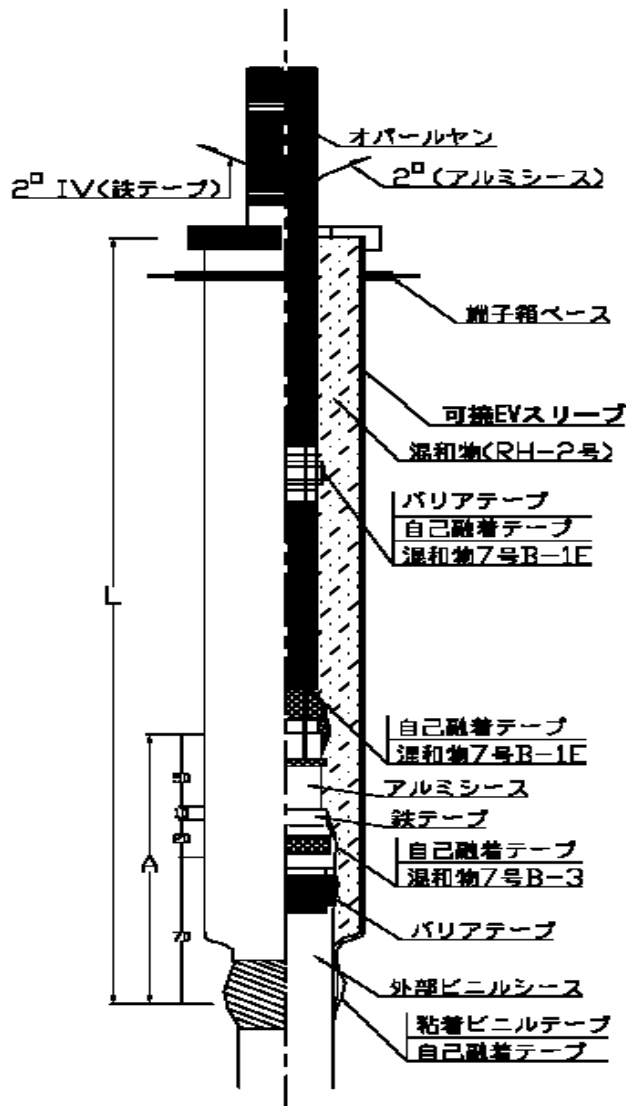 オパールヤン
2□ IV(鉄テープ)
2□(アルミシース)
端子箱ベース
可撓EVスリーブ
混和物(RH-2号)
バリアテープ
自己融着テープ
混和物7号B-1E
L
自己融着テープ
混和物7号B-1E
アルミシース
鉄テープ
A
自己融着テープ
混和物7号B-3
バリアテープ
外部ビニルシース
粘着ビニルテープ
自己融着テープ